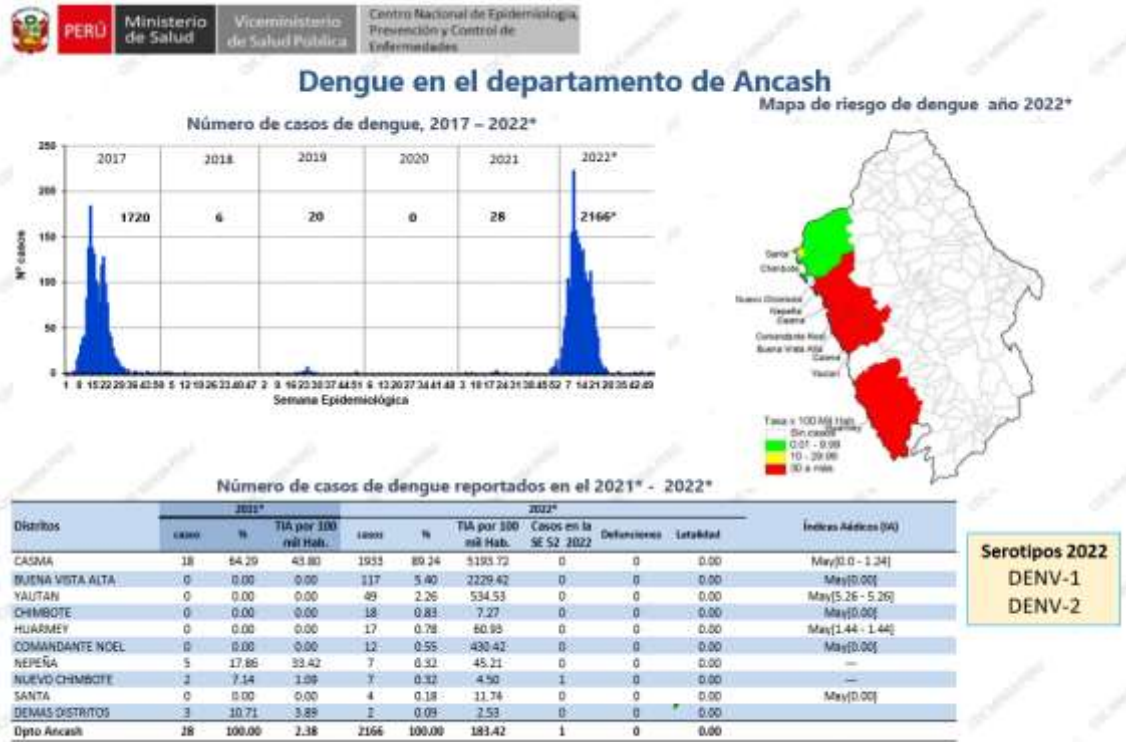 PERÚ
Ministerio
de Salud
Viceministerio
de Salud Pública
Centro Nacional de Epidemiología,
Prevención y Control de
Enfermedades
Dengue en el departamento de Ancash
Mapa de riesgo de dengue año 2022*
Número de casos de dengue, 2017 – 2022*
250
200
150
100
50
0
Nº casos
2017 2018 2019 2020 2021 2022*
1720 6 20 0 28 2166*
Semana Epidemiológica
Santa
Chimbote
Nuevo Chimbote
Nepeña
Casma
Comandante Noel
Buena Vista Alta
Casma
Yautan
Huarmey
Tasa x 100 Mil Hab.
Sin casos
0.01 - 9.99
10 - 29.99
30 a más
Número de casos de dengue reportados en el 2021* - 2022*
Distritos 2021* 2022* Índices Aédicos (IA)
casos % TIA por 100 mil Hab. casos % TIA por 100 mil Hab. Casos en la SE 52 2022 Defunciones Letalidad
CASMA 18 64.29 43.80 1933 89.24 5193.72 0 0 0.00 May[0.0 - 1.34]
BUENA VISTA ALTA 0 0.00 0.00 117 5.40 2229.42 0 0 0.00 May[0.00]
YAUTAN 0 0.00 0.00 49 2.26 534.53 0 0 0.00 May[5.26 - 5.26]
CHIMBOTE 0 0.00 0.00 18 0.83 7.27 0 0 0.00 May[0.00]
HUARMEY 0 0.00 0.00 17 0.78 60.93 0 0 0.00 May[1.44 - 1.44]
COMANDANTE NOEL 0 0.00 0.00 12 0.55 430.42 0 0 0.00 May[0.00]
NEPEÑA 5 17.86 33.42 7 0.32 45.21 0 0 0.00 —
NUEVO CHIMBOTE 2 7.14 1.09 7 0.32 4.50 1 0 0.00 —
SANTA 0 0.00 0.00 4 0.18 11.74 0 0 0.00 May[0.00]
DEMAS DISTRITOS 3 10.71 3.89 2 0.09 2.53 0 0 0.00
Dpto Ancash 28 100.00 2.38 2166 100.00 183.42 1 0 0.00
Serotipos 2022
DENV-1
DENV-2